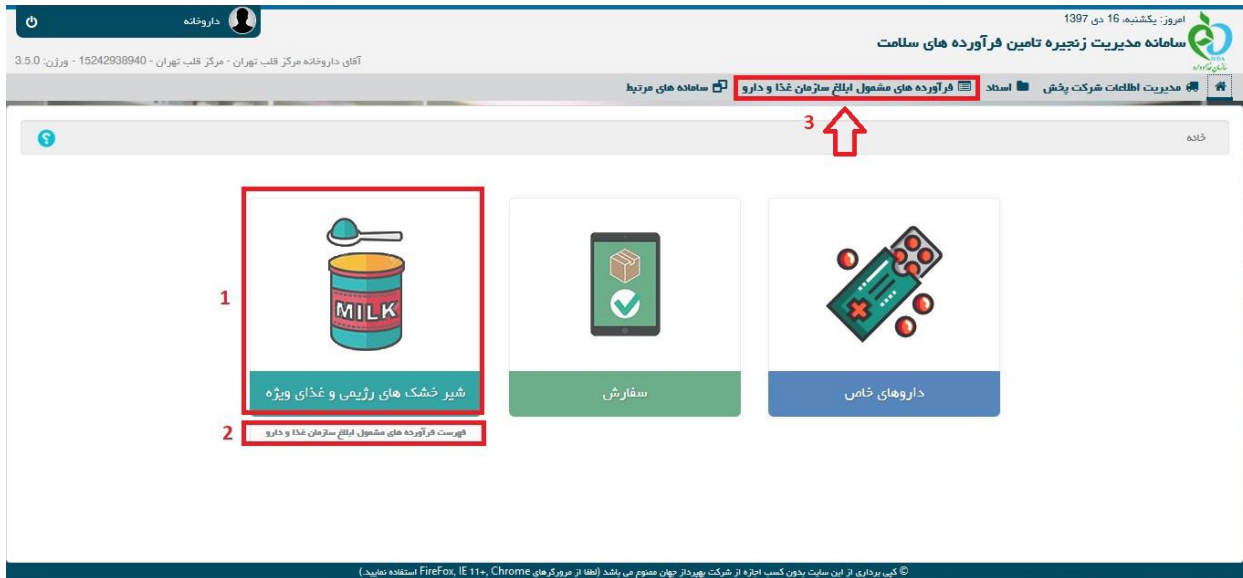 امروز: یکشنبه، 16 دی 1397
سامانه مدیریت زنجیره تامین فرآورده های سلامت
داروخانه
آقای داروخانه مرکز قلب تهران - مرکز قلب تهران - 15242938940 - ورژن: 3.5.0
مدیریت اطلاعات شرکت پخش
اسناد
فرآورده های مشمول ابلاغ سازمان غذا و دارو
سامانه های مرتبط
3
خانه
داروهای خاص
سفارش
1
MILK
شیر خشک های رژیمی و غذای ویژه
2
فهرست فرآورده های مشمول ابلاغ سازمان غذا و دارو
© کپی برداری از این سایت بدون کسب اجازه از شرکت بهپرداز جهان ممنوع می باشد (لطفا از مرورگرهای FireFox, IE 11+, Chrome استفاده نمایید.)